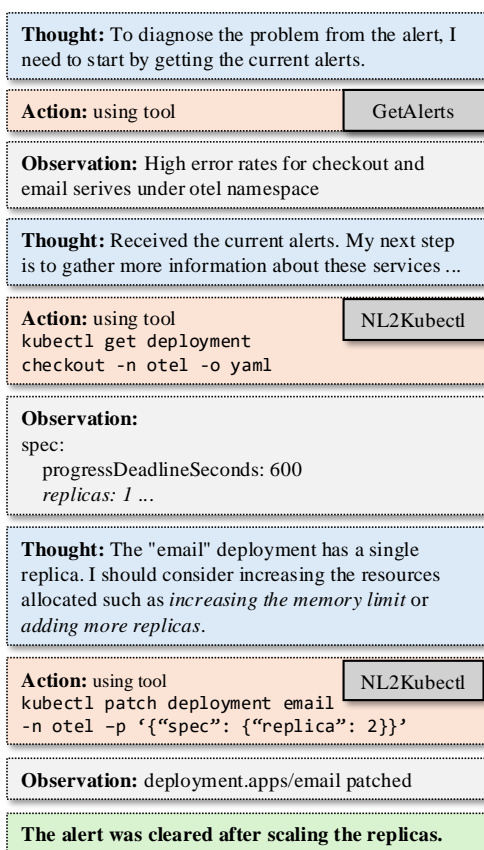 Thought: To diagnose the problem from the alert, I
need to start by getting the current alerts.
Action: using tool
GetAlerts
Observation: High error rates for checkout and
email serives under otel namespace
Thought: Received the current alerts. My next step
is to gather more information about these services ...
Action: using tool
NL2Kubectl
kubectl get deployment
checkout -n otel -o yaml
Observation:
spec:
progressDeadlineSeconds: 600
replicas: 1 ...
Thought: The "email" deployment has a single
replica. I should consider increasing the resources
allocated such as increasing the memory limit or
adding more replicas.
Action: using tool
NL2Kubectl
kubectl patch deployment email
-n otel –p ‘{“spec”: {“replica”: 2}}’
Observation: deployment.apps/email patched
The alert was cleared after scaling the replicas.